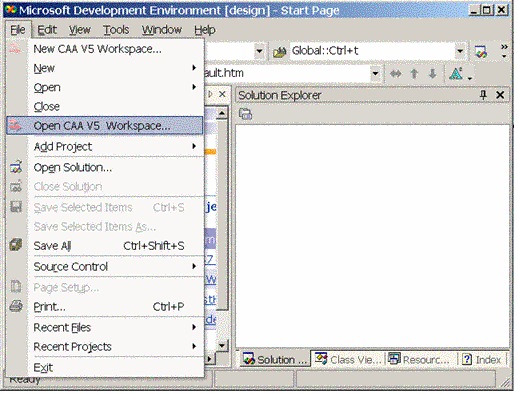 Microsoft Development Environment [design] - Start Page
File Edit View Tools Window Help
New CAA V5 Workspace...
Global::Ctrl+t
New
ault.htm
Open
Close
Solution Explorer
Open CAA V5 Workspace...
Add Project
Open Solution...
Close Solution
Save Selected Items Ctrl+S
je
Save Selected Items As...
Save All Ctrl+Shift+S
Source Control
Page Setup...
Print... Ctrl+P
Recent Files
Recent Projects
Exit
Solution ... Class Vie... Resourc... Index
Ready